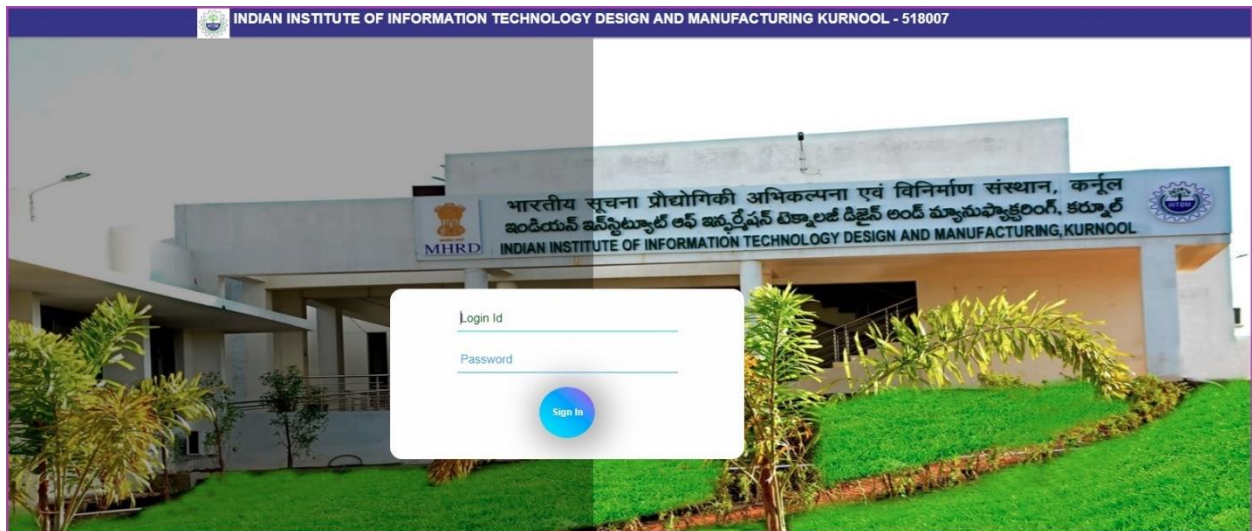 INDIAN INSTITUTE OF INFORMATION TECHNOLOGY DESIGN AND MANUFACTURING KURNOOL - 518007
भारतीय सूचना प्रौद्योगिकी अभिकल्पना एवं विनिर्माण संस्थान, कर्नूल
ఇండియన్ ఇన్‌స్టిట్యూట్ ఆఫ్ ఇన్ఫర్మేషన్ టెక్నాలజీ డిజైన్ అండ్ మ్యానుఫ్యాక్చరింగ్, కర్నూల్
MHRD INDIAN INSTITUTE OF INFORMATION TECHNOLOGY DESIGN AND MANUFACTURING, KURNOOL
Login Id
Password
Sign In